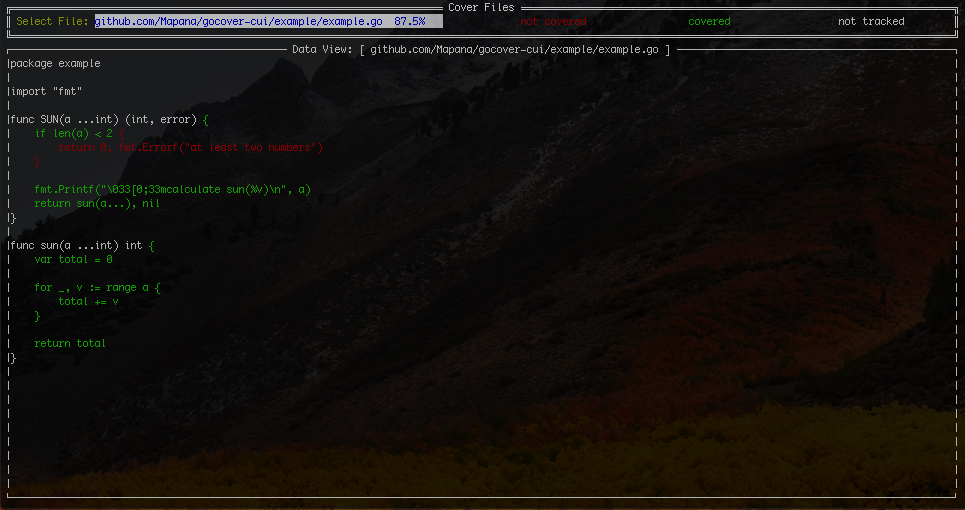 Cover Files
Select File: github.com/Mapana/gocover-cui/example/example.go 87.5% not covered covered not tracked
Data View: [ github.com/Mapana/gocover-cui/example/example.go ]
package example
import "fmt"
func SUN(a ...int) (int, error) {
if len(a) < 2 {
return 0, fmt.Errorf("at least two numbers")
}
fmt.Printf("\033[0;33mcalculate sun(%v)\n", a)
return sun(a...), nil
}
func sun(a ...int) int {
var total = 0
for _, v := range a {
total += v
}
return total
}